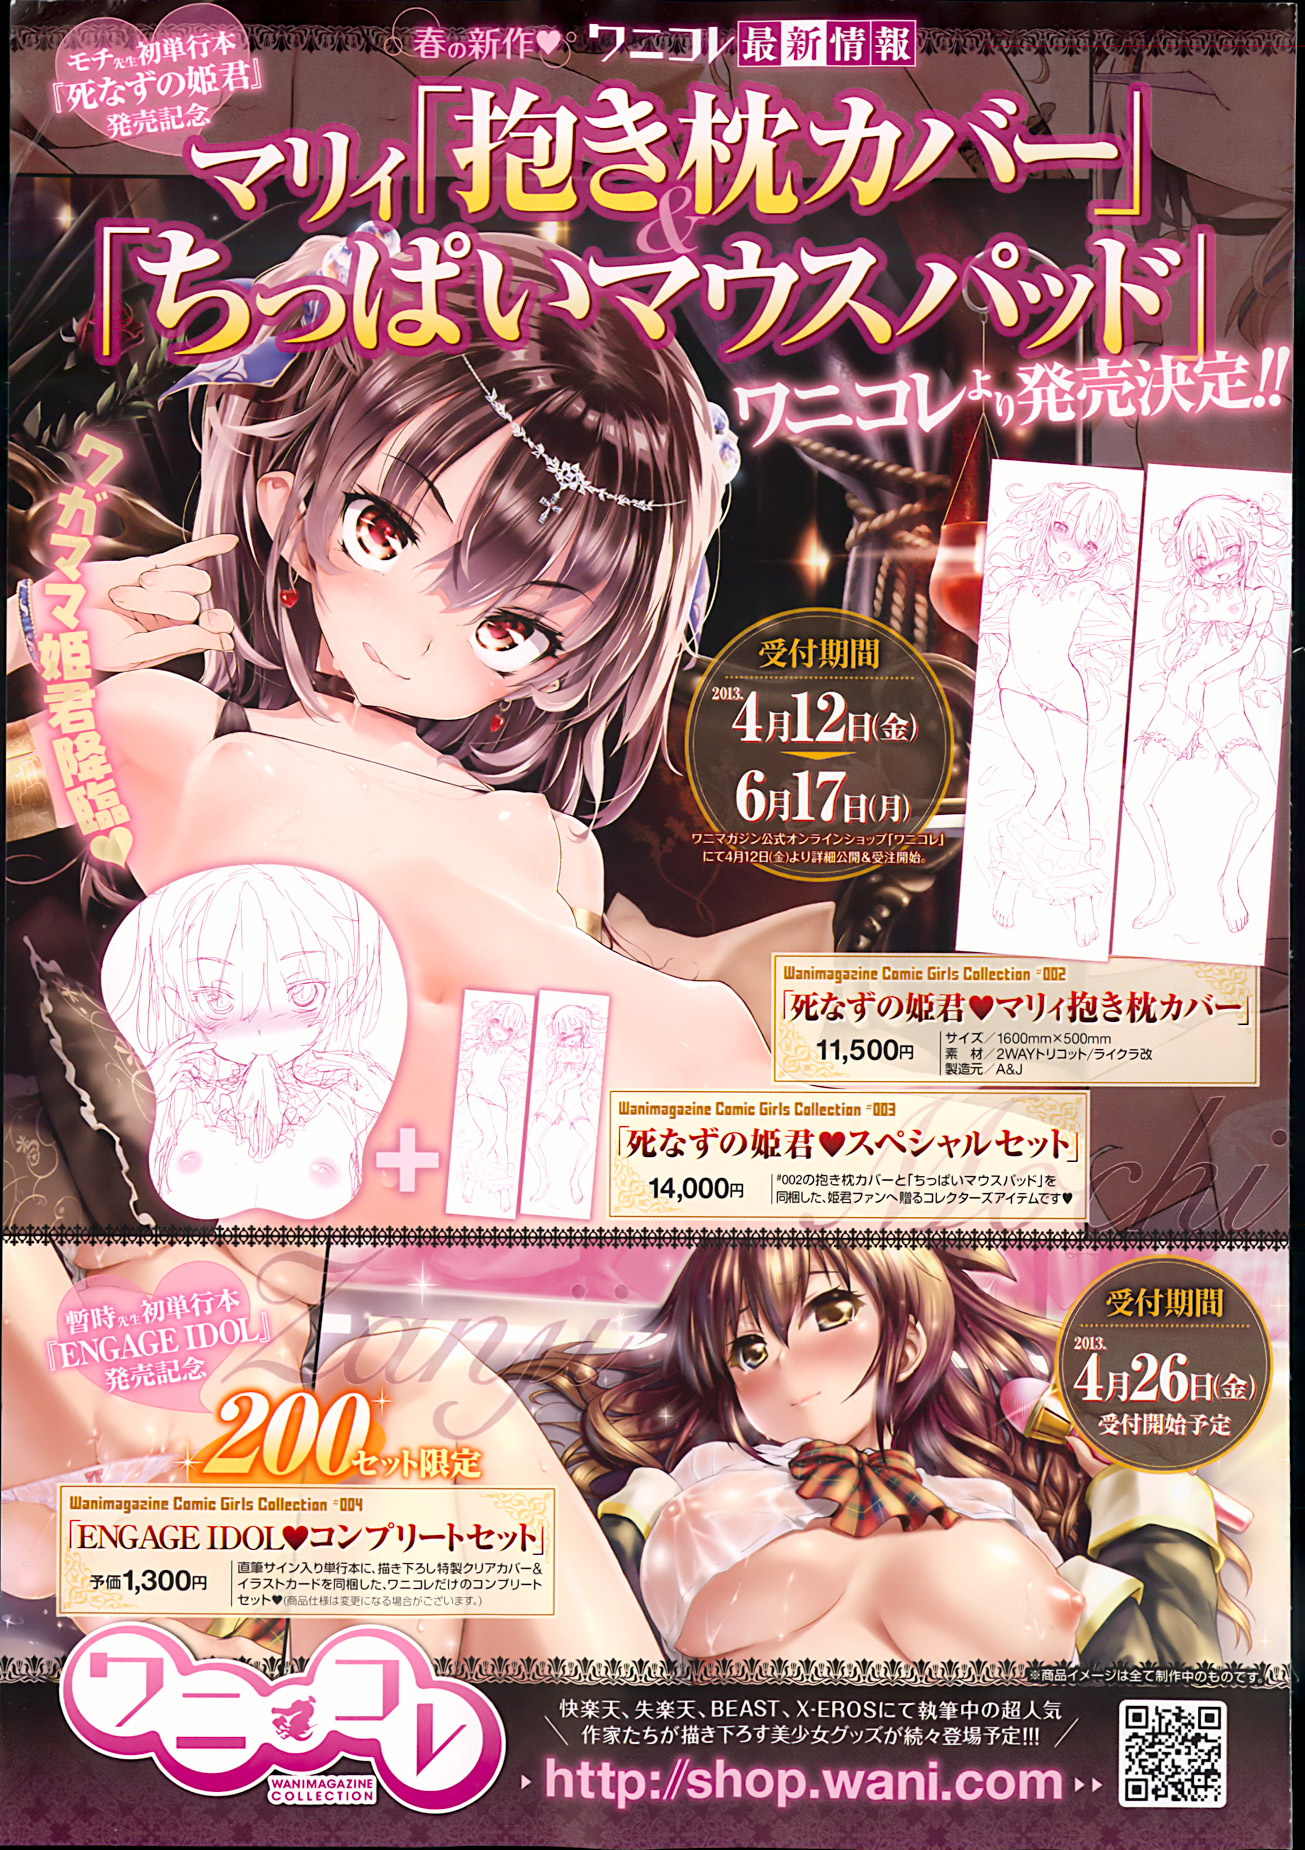 春の新作♥ ワニコレ最新情報
モチ先生初単行本
『死なずの姫君』
発売記念
マリィ「抱き枕カバー」
&
「ちっぱいマウスパッド」
ワニコレより発売決定!!
ワガママ姫君降臨♥
受付期間
2013.
4月12日(金)
6月17日(月)
ワニマガジン公式オンラインショップ「ワニコレ」
にて4月12日(金)より詳細公開&受注開始。
Wanimagazine Comic Girls Collection #002
「死なずの姫君♥マリィ抱き枕カバー」
11,500円
サイズ/1600mm×500mm
素 材/2WAYトリコット/ライクラ改
製造元/A&J
Wanimagazine Comic Girls Collection #003
「死なずの姫君♥スペシャルセット」
14,000円
#002の抱き枕カバーと「ちっぱいマウスパッド」を
同梱した、姫君ファンへ贈るコレクターズアイテムです♥
+
Mochi
Zanji
暫時先生初単行本
『ENGAGE IDOL』
発売記念
200セット限定
受付期間
2013.
4月26日(金)
受付開始予定
Wanimagazine Comic Girls Collection #004
「ENGAGE IDOL♥コンプリートセット」
予価1,300円
直筆サイン入り単行本に、描き下ろし特製クリアカバー&
イラストカードを同梱した、ワニコレだけのコンプリート
セット♥(商品仕様は変更になる場合がございます。)
※商品イメージは全て制作中のものです。
ワニコレ
WANIMAGAZINE
COLLECTION
快楽天、失楽天、BEAST、X-EROSにて執筆中の超人気
作家たちが描き下ろす美少女グッズが続々登場予定!!!
http://shop.wani.com